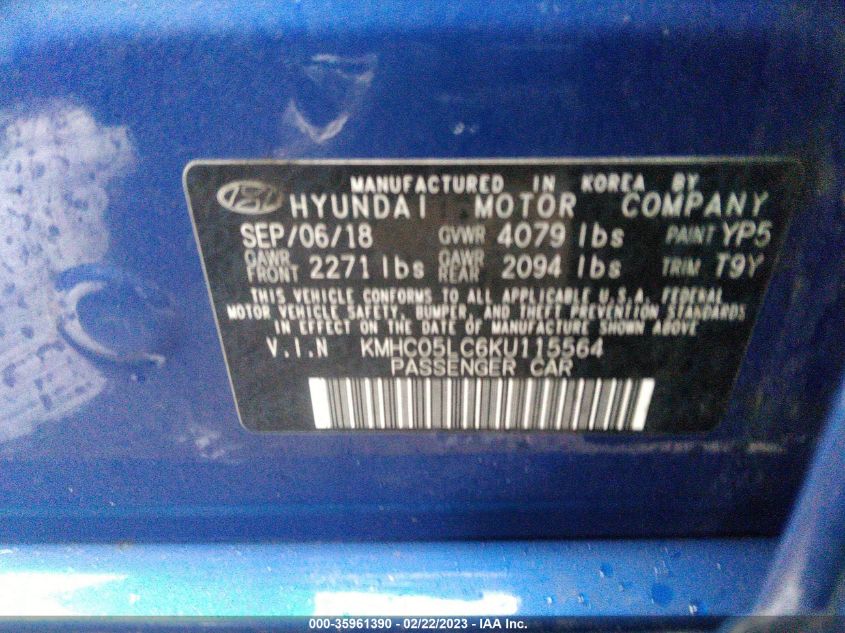 MANUFACTURED IN KOREA BY
HYUNDAI MOTOR COMPANY
SEP/06/18 GVWR 4079 lbs PAINT YP5
GAWR FRONT 2271 lbs GAWR REAR 2094 lbs TRIM T9Y
THIS VEHICLE CONFORMS TO ALL APPLICABLE U.S.A. FEDERAL
MOTOR VEHICLE SAFETY, BUMPER, AND THEFT PREVENTION STANDARDS
IN EFFECT ON THE DATE OF MANUFACTURE SHOWN ABOVE
V.I.N KMHC05LC6KU115564
PASSENGER CAR
000-35961390 - 02/22/2023 - IAA Inc.